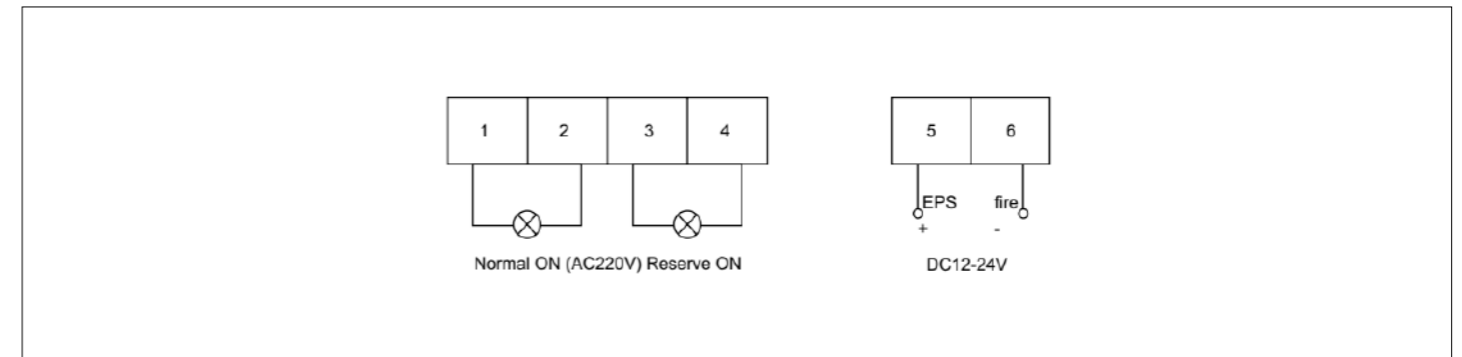 1 2 3 4 5 6
EPS fire
+ -
Normal ON (AC220V) Reserve ON DC12-24V